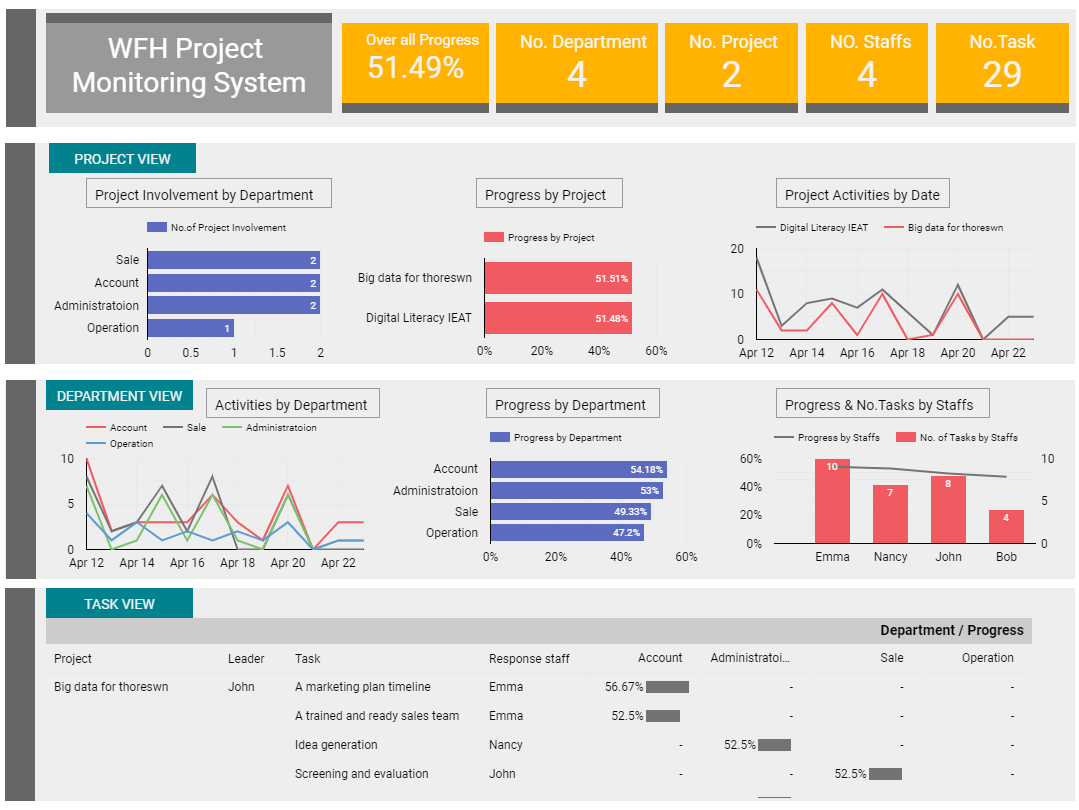 WFH Project
Monitoring System
Over all Progress
51.49%
No. Department
4
No. Project
2
NO. Staffs
4
No.Task
29
PROJECT VIEW
Project Involvement by Department
No.of Project Involvement
Sale 2
Account 2
Administratoion 2
Operation 1
0 0.5 1 1.5 2
Progress by Project
Progress by Project
Big data for thoreswn 51.51%
Digital Literacy IEAT 51.48%
0% 20% 40% 60%
Project Activities by Date
Digital Literacy IEAT Big data for thoreswn
20
10
0
Apr 12 Apr 14 Apr 16 Apr 18 Apr 20 Apr 22
DEPARTMENT VIEW
Activities by Department
Account Sale Administratoion
Operation
10
5
0
Apr 12 Apr 14 Apr 16 Apr 18 Apr 20 Apr 22
Progress by Department
Progress by Department
Account 54.18%
Administratoion 53%
Sale 49.33%
Operation 47.2%
0% 20% 40% 60%
Progress & No.Tasks by Staffs
Progress by Staffs No. of Tasks by Staffs
60% 10 10
40% 7 8
20% 4 5
0% 0
Emma Nancy John Bob
TASK VIEW
Department / Progress
Project Leader Task Response staff Account Administratoi... Sale Operation
Big data for thoreswn John A marketing plan timeline Emma 56.67% - - -
A trained and ready sales team Emma 52.5% - - -
Idea generation Nancy - 52.5% - -
Screening and evaluation John - - 52.5% -